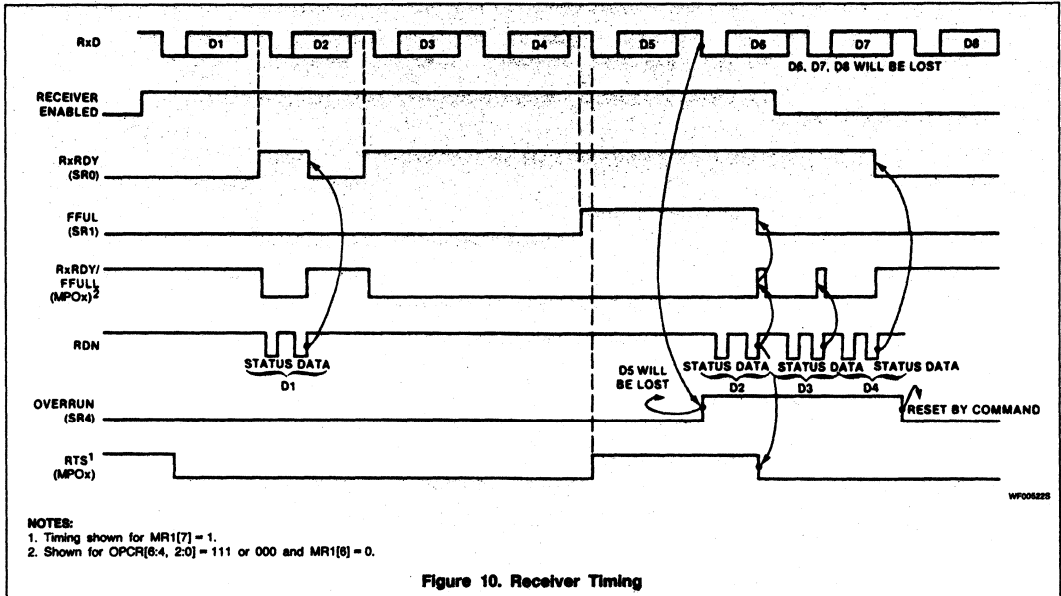 RxD
D1 D2 D3 D4 D5 D6 D7 D8
D6, D7, D8 WILL BE LOST
RECEIVER
ENABLED
RxRDY
(SR0)
FFUL
(SR1)
RxRDY/
FFULL
(MPOx)2
RDN
STATUS DATA
D1
D5 WILL
BE LOST
STATUS DATA STATUS DATA STATUS DATA
D2 D3 D4
OVERRUN
(SR4)
RESET BY COMMAND
RTS1
(MPOx)
WF00522S
NOTES:
1. Timing shown for MR1[7] = 1.
2. Shown for OPCR[6:4, 2:0] = 111 or 000 and MR1[6] = 0.
Figure 10. Receiver Timing